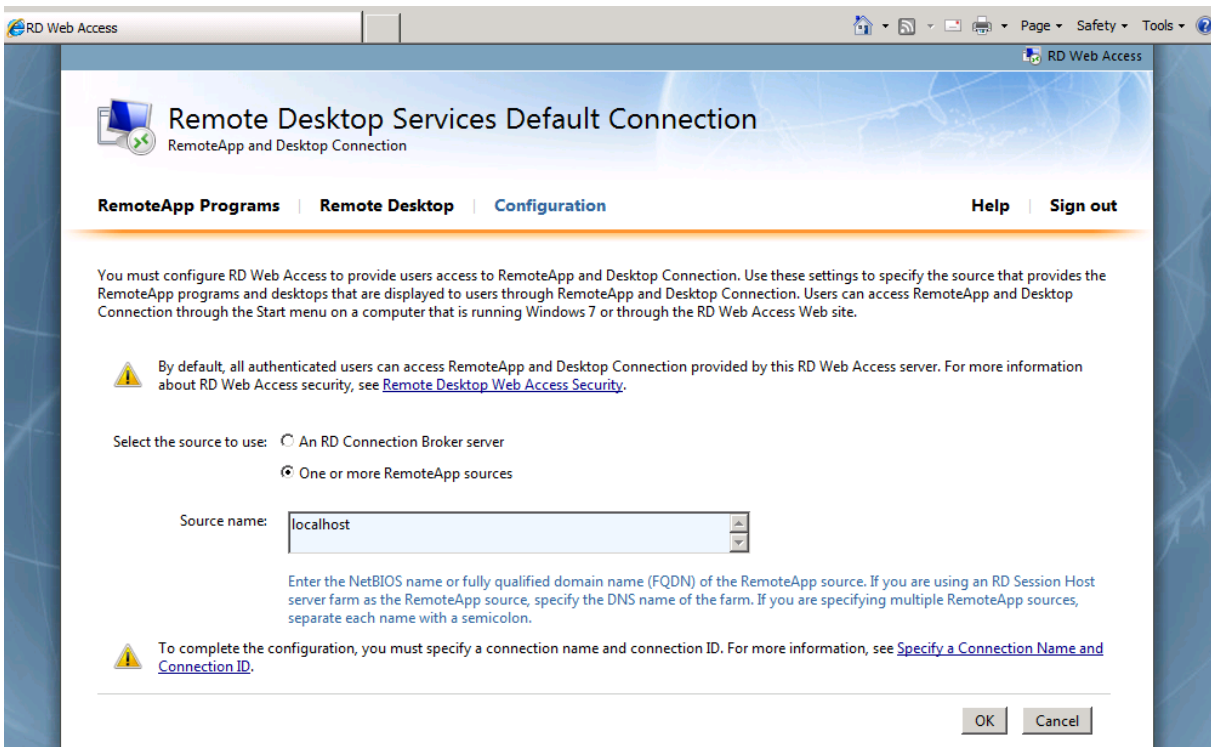 RD Web Access
Page Safety Tools
RD Web Access
Remote Desktop Services Default Connection
RemoteApp and Desktop Connection
RemoteApp Programs | Remote Desktop | Configuration Help | Sign out
You must configure RD Web Access to provide users access to RemoteApp and Desktop Connection. Use these settings to specify the source that provides the
RemoteApp programs and desktops that are displayed to users through RemoteApp and Desktop Connection. Users can access RemoteApp and Desktop
Connection through the Start menu on a computer that is running Windows 7 or through the RD Web Access Web site.
By default, all authenticated users can access RemoteApp and Desktop Connection provided by this RD Web Access server. For more information
about RD Web Access security, see Remote Desktop Web Access Security.
Select the source to use: An RD Connection Broker server
One or more RemoteApp sources
Source name: localhost
Enter the NetBIOS name or fully qualified domain name (FQDN) of the RemoteApp source. If you are using an RD Session Host
server farm as the RemoteApp source, specify the DNS name of the farm. If you are specifying multiple RemoteApp sources,
separate each name with a semicolon.
To complete the configuration, you must specify a connection name and connection ID. For more information, see Specify a Connection Name and
Connection ID.
OK Cancel